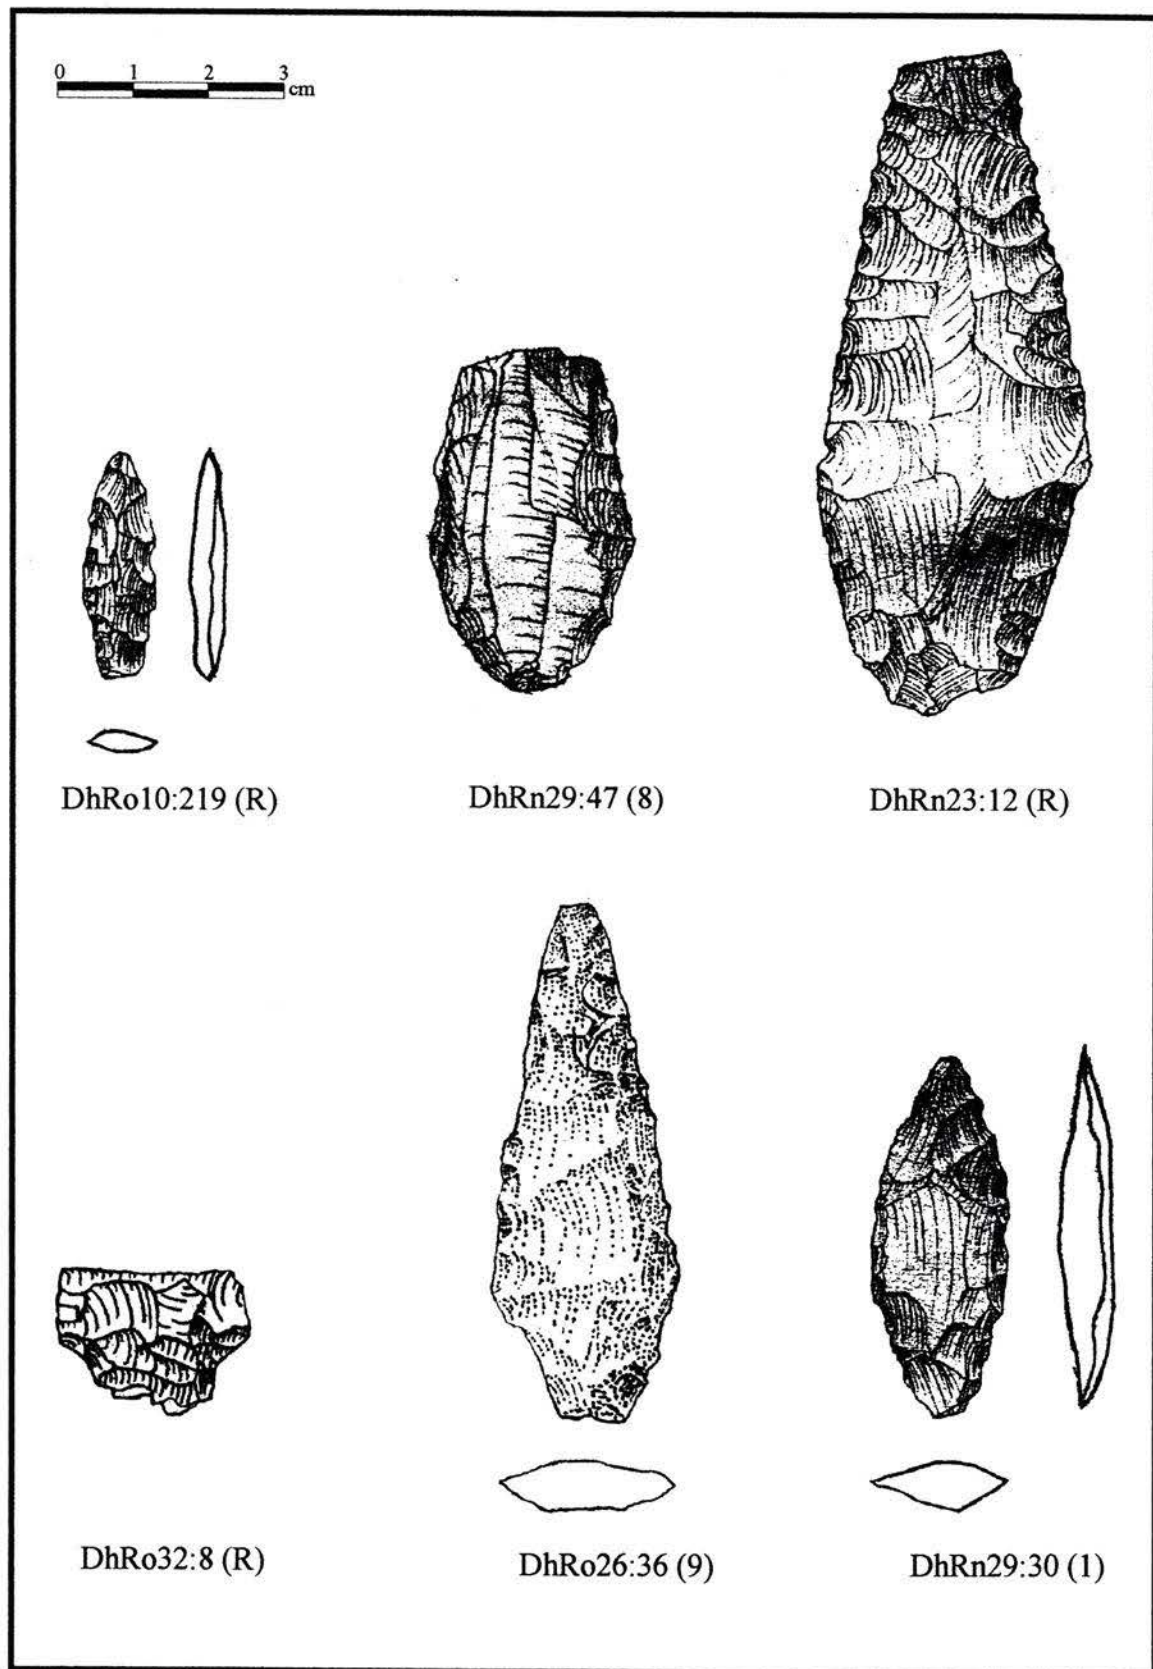 0 1 2 3
cm
DhRo10:219 (R) DhRn29:47 (8) DhRn23:12 (R)
DhRo32:8 (R) DhRo26:36 (9) DhRn29:30 (1)